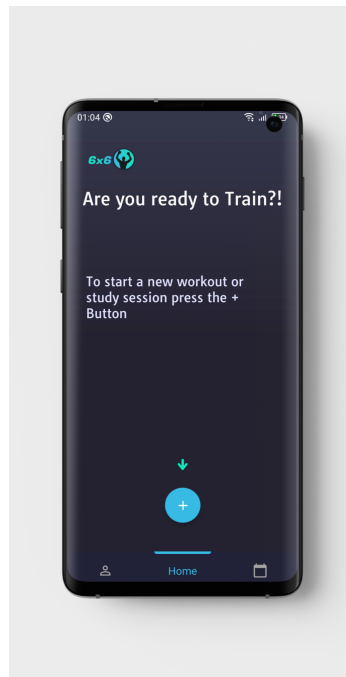 01:04
6x6
Are you ready to Train?!
To start a new workout or
study session press the +
Button
+
Home